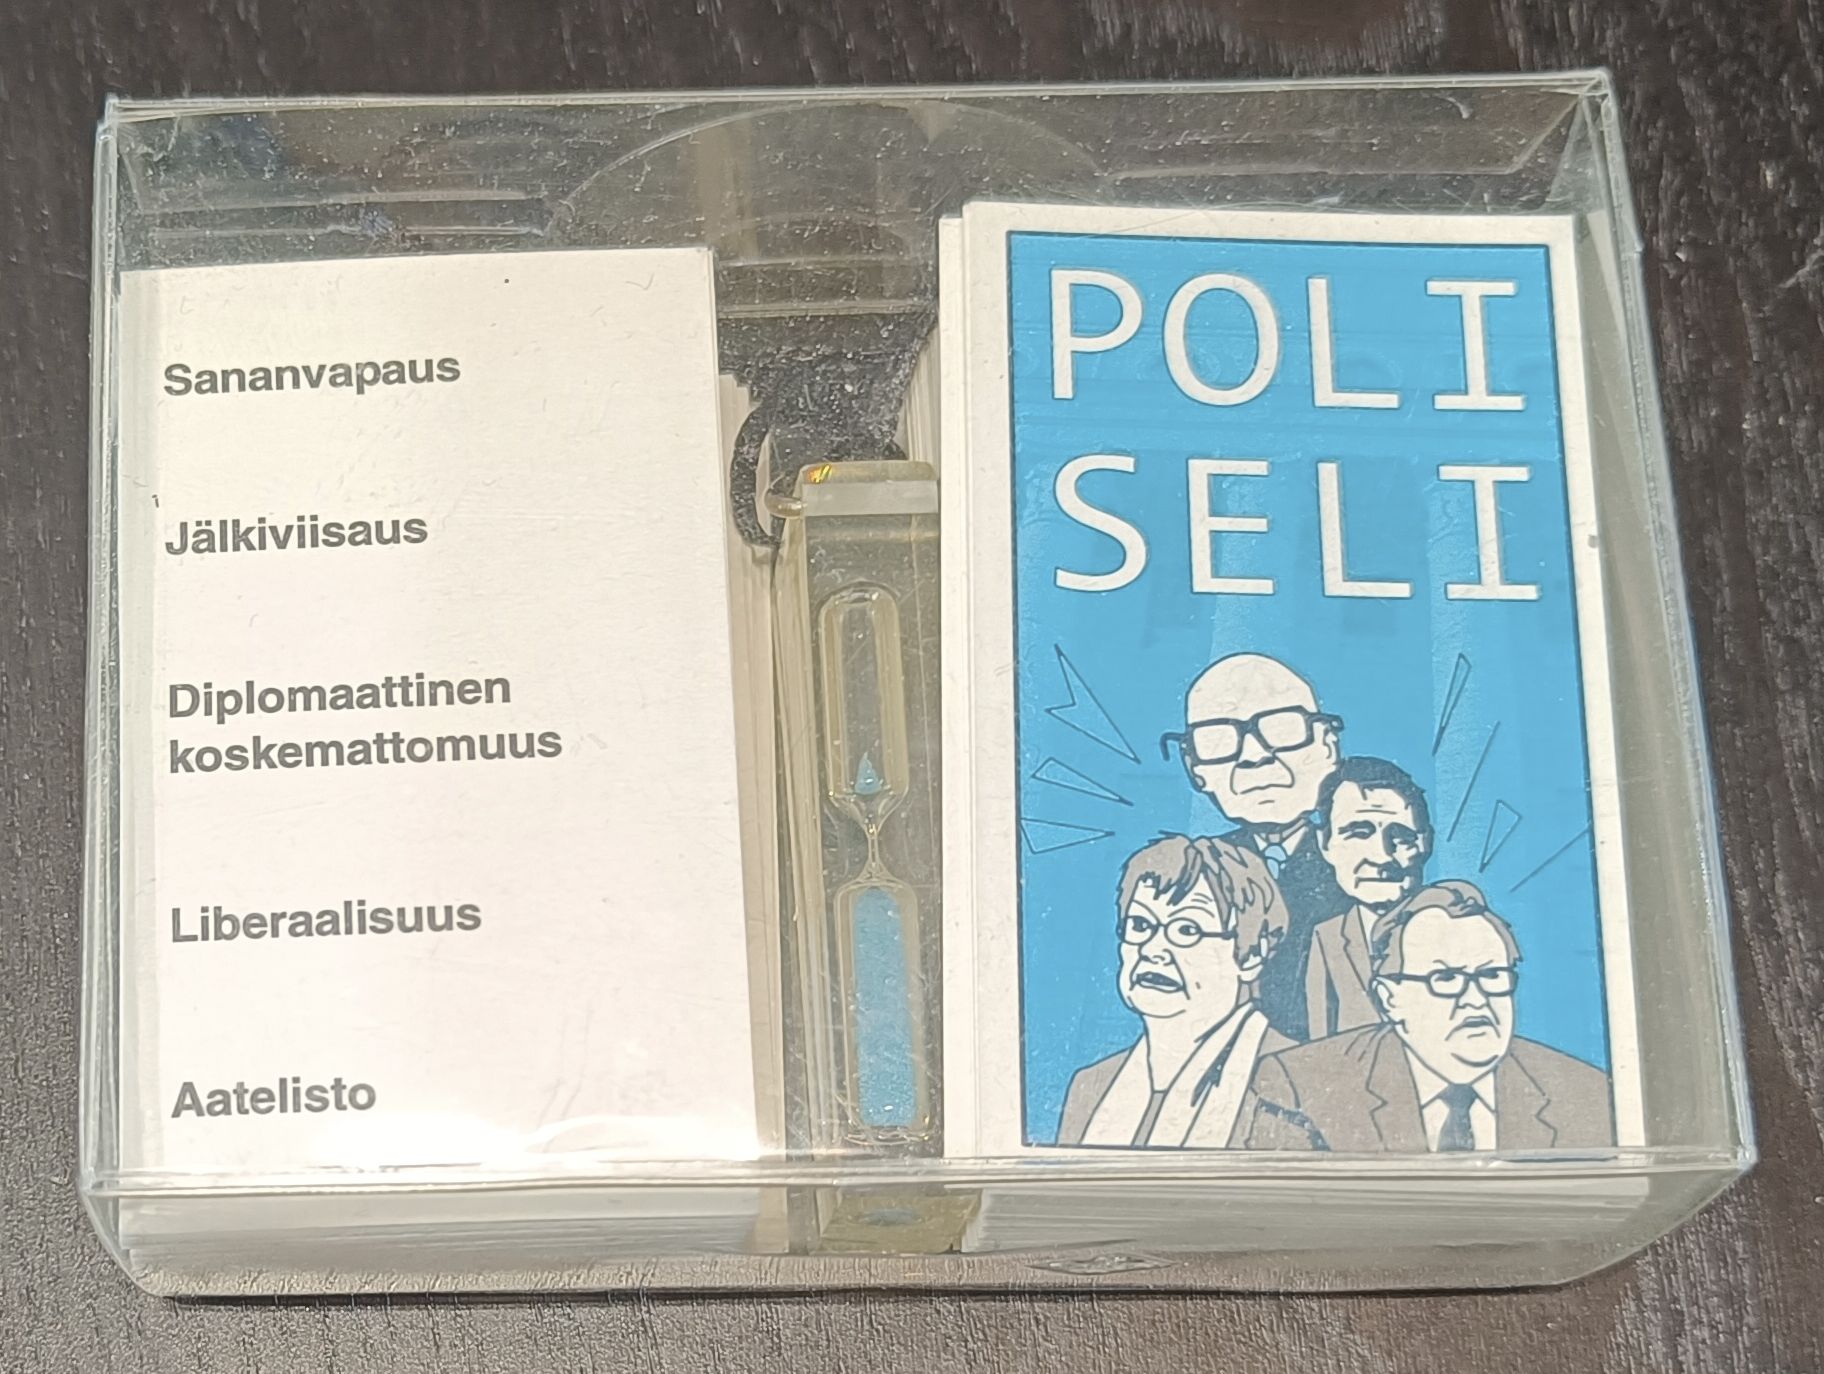 Sananvapaus
Jälkiviisaus
Diplomaattinen
koskemattomuus
Liberaalisuus
Aatelisto
POLI
SELI